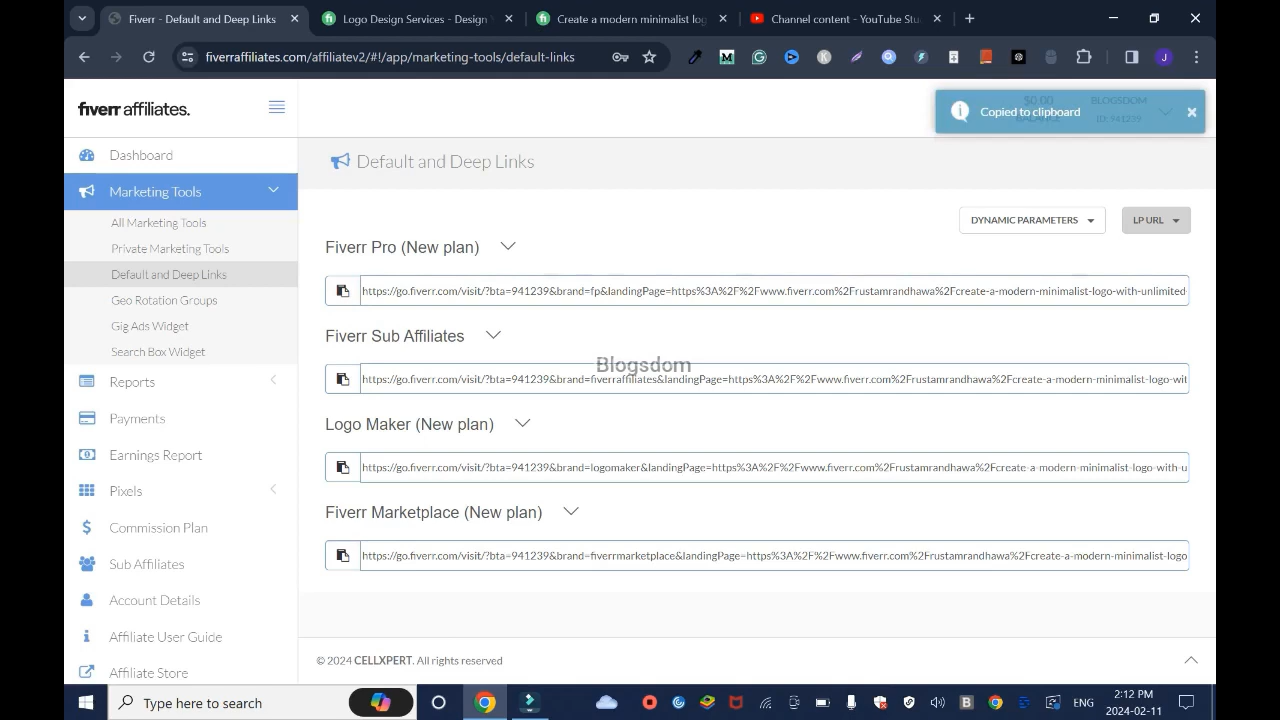 Fiverr - Default and Deep Links
Logo Design Services - Design
Create a modern minimalist log
Channel content - YouTube Stu
fiverraffiliates.com/affiliatev2/#!/app/marketing-tools/default-links
fiverr affiliates.
$0.00
BLOGSDOM
BALANCE
ID: 941239
Copied to clipboard
Dashboard
Default and Deep Links
Marketing Tools
All Marketing Tools
Private Marketing Tools
Default and Deep Links
Geo Rotation Groups
Gig Ads Widget
Search Box Widget
Reports
Payments
Earnings Report
Pixels
Commission Plan
Sub Affiliates
Account Details
Affiliate User Guide
Affiliate Store
DYNAMIC PARAMETERS
LP URL
Fiverr Pro (New plan)
https://go.fiverr.com/visit/?bta=941239&brand=fp&landingPage=https%3A%2F%2Fwww.fiverr.com%2Frustamrandhawa%2Fcreate-a-modern-minimalist-logo-with-unlimited-
Fiverr Sub Affiliates
Blogsdom
https://go.fiverr.com/visit/?bta=941239&brand=fiverraffiliates&landingPage=https%3A%2F%2Fwww.fiverr.com%2Frustamrandhawa%2Fcreate-a-modern-minimalist-logo-wit
Logo Maker (New plan)
https://go.fiverr.com/visit/?bta=941239&brand=logomaker&landingPage=https%3A%2F%2Fwww.fiverr.com%2Frustamrandhawa%2Fcreate-a-modern-minimalist-logo-with-u
Fiverr Marketplace (New plan)
https://go.fiverr.com/visit/?bta=941239&brand=fiverrmarketplace&landingPage=https%3A%2F%2Fwww.fiverr.com%2Frustamrandhawa%2Fcreate-a-modern-minimalist-logo
© 2024 CELLXPERT. All rights reserved
Type here to search
ENG
2:12 PM
2024-02-11